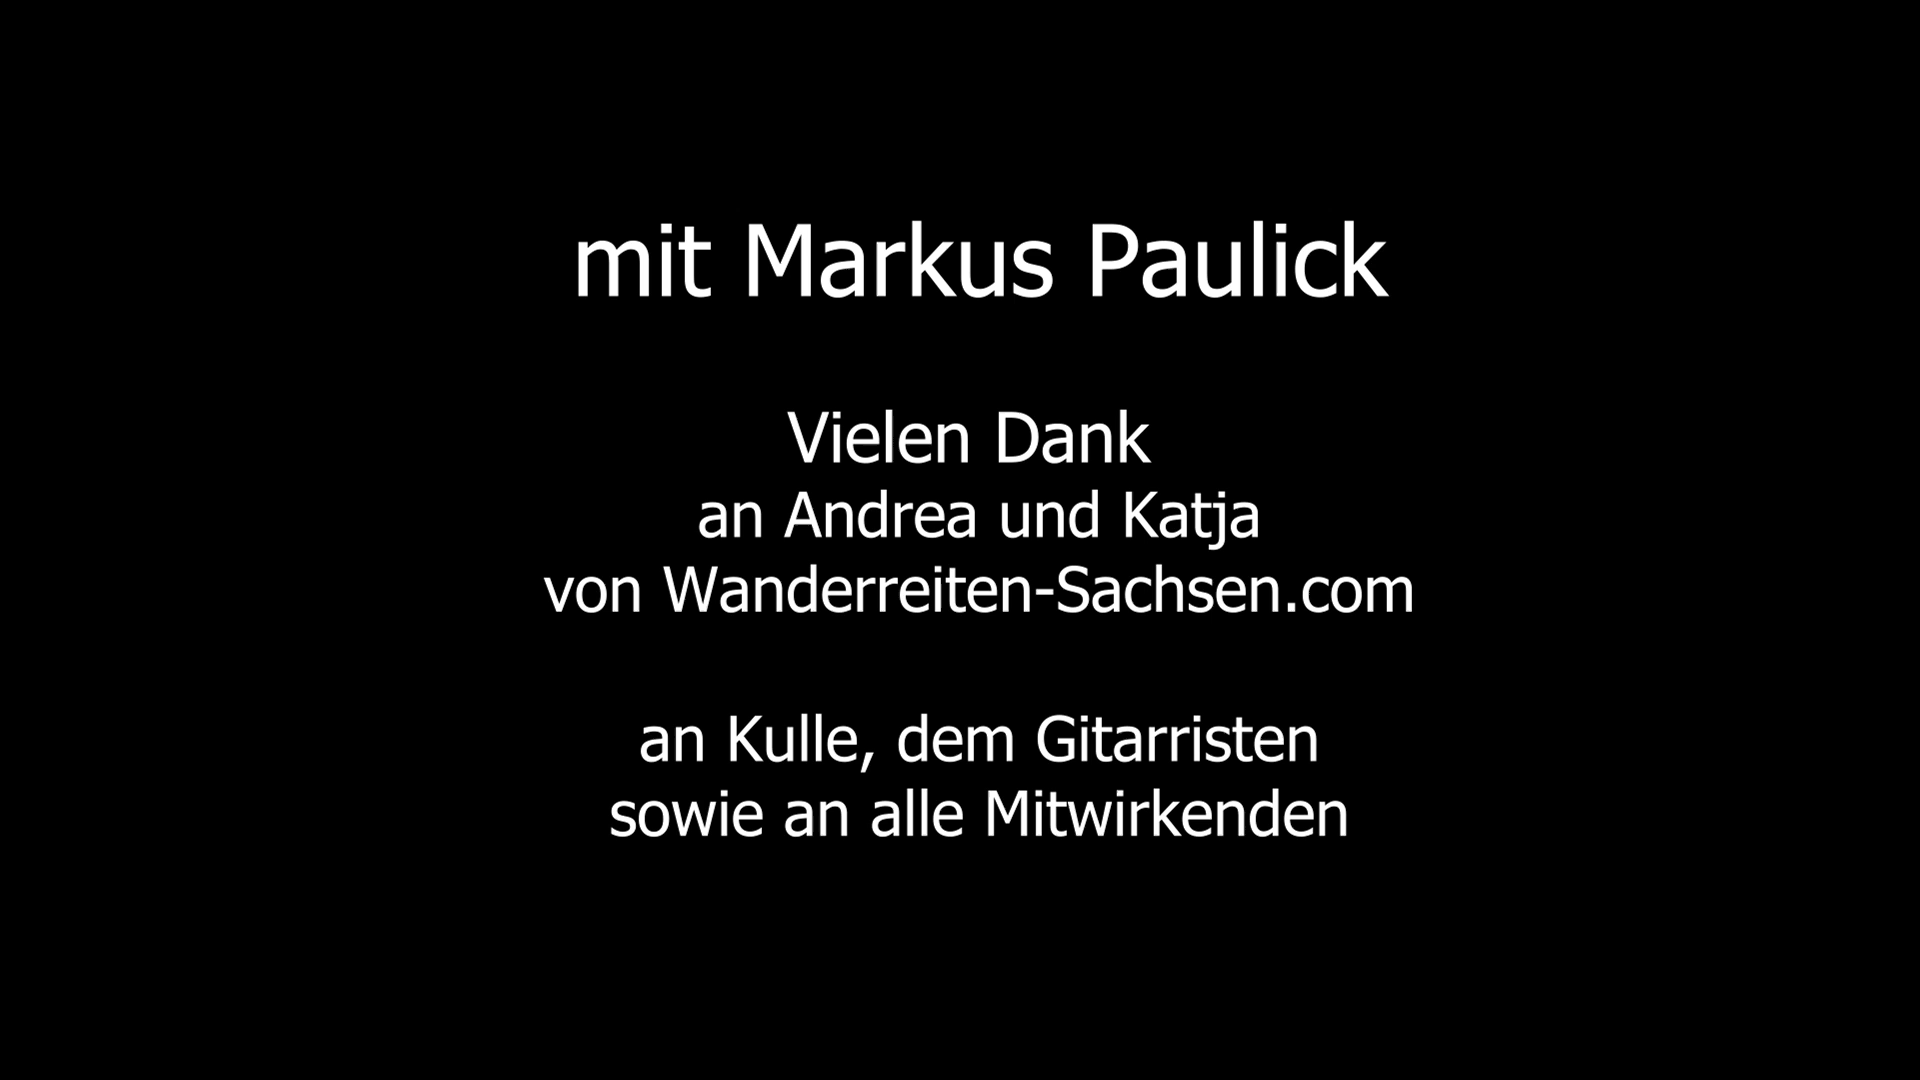 mit Markus Paulick
Vielen Dank
an Andrea und Katja
von Wanderreiten-Sachsen.com
an Kulle, dem Gitarristen
sowie an alle Mitwirkenden